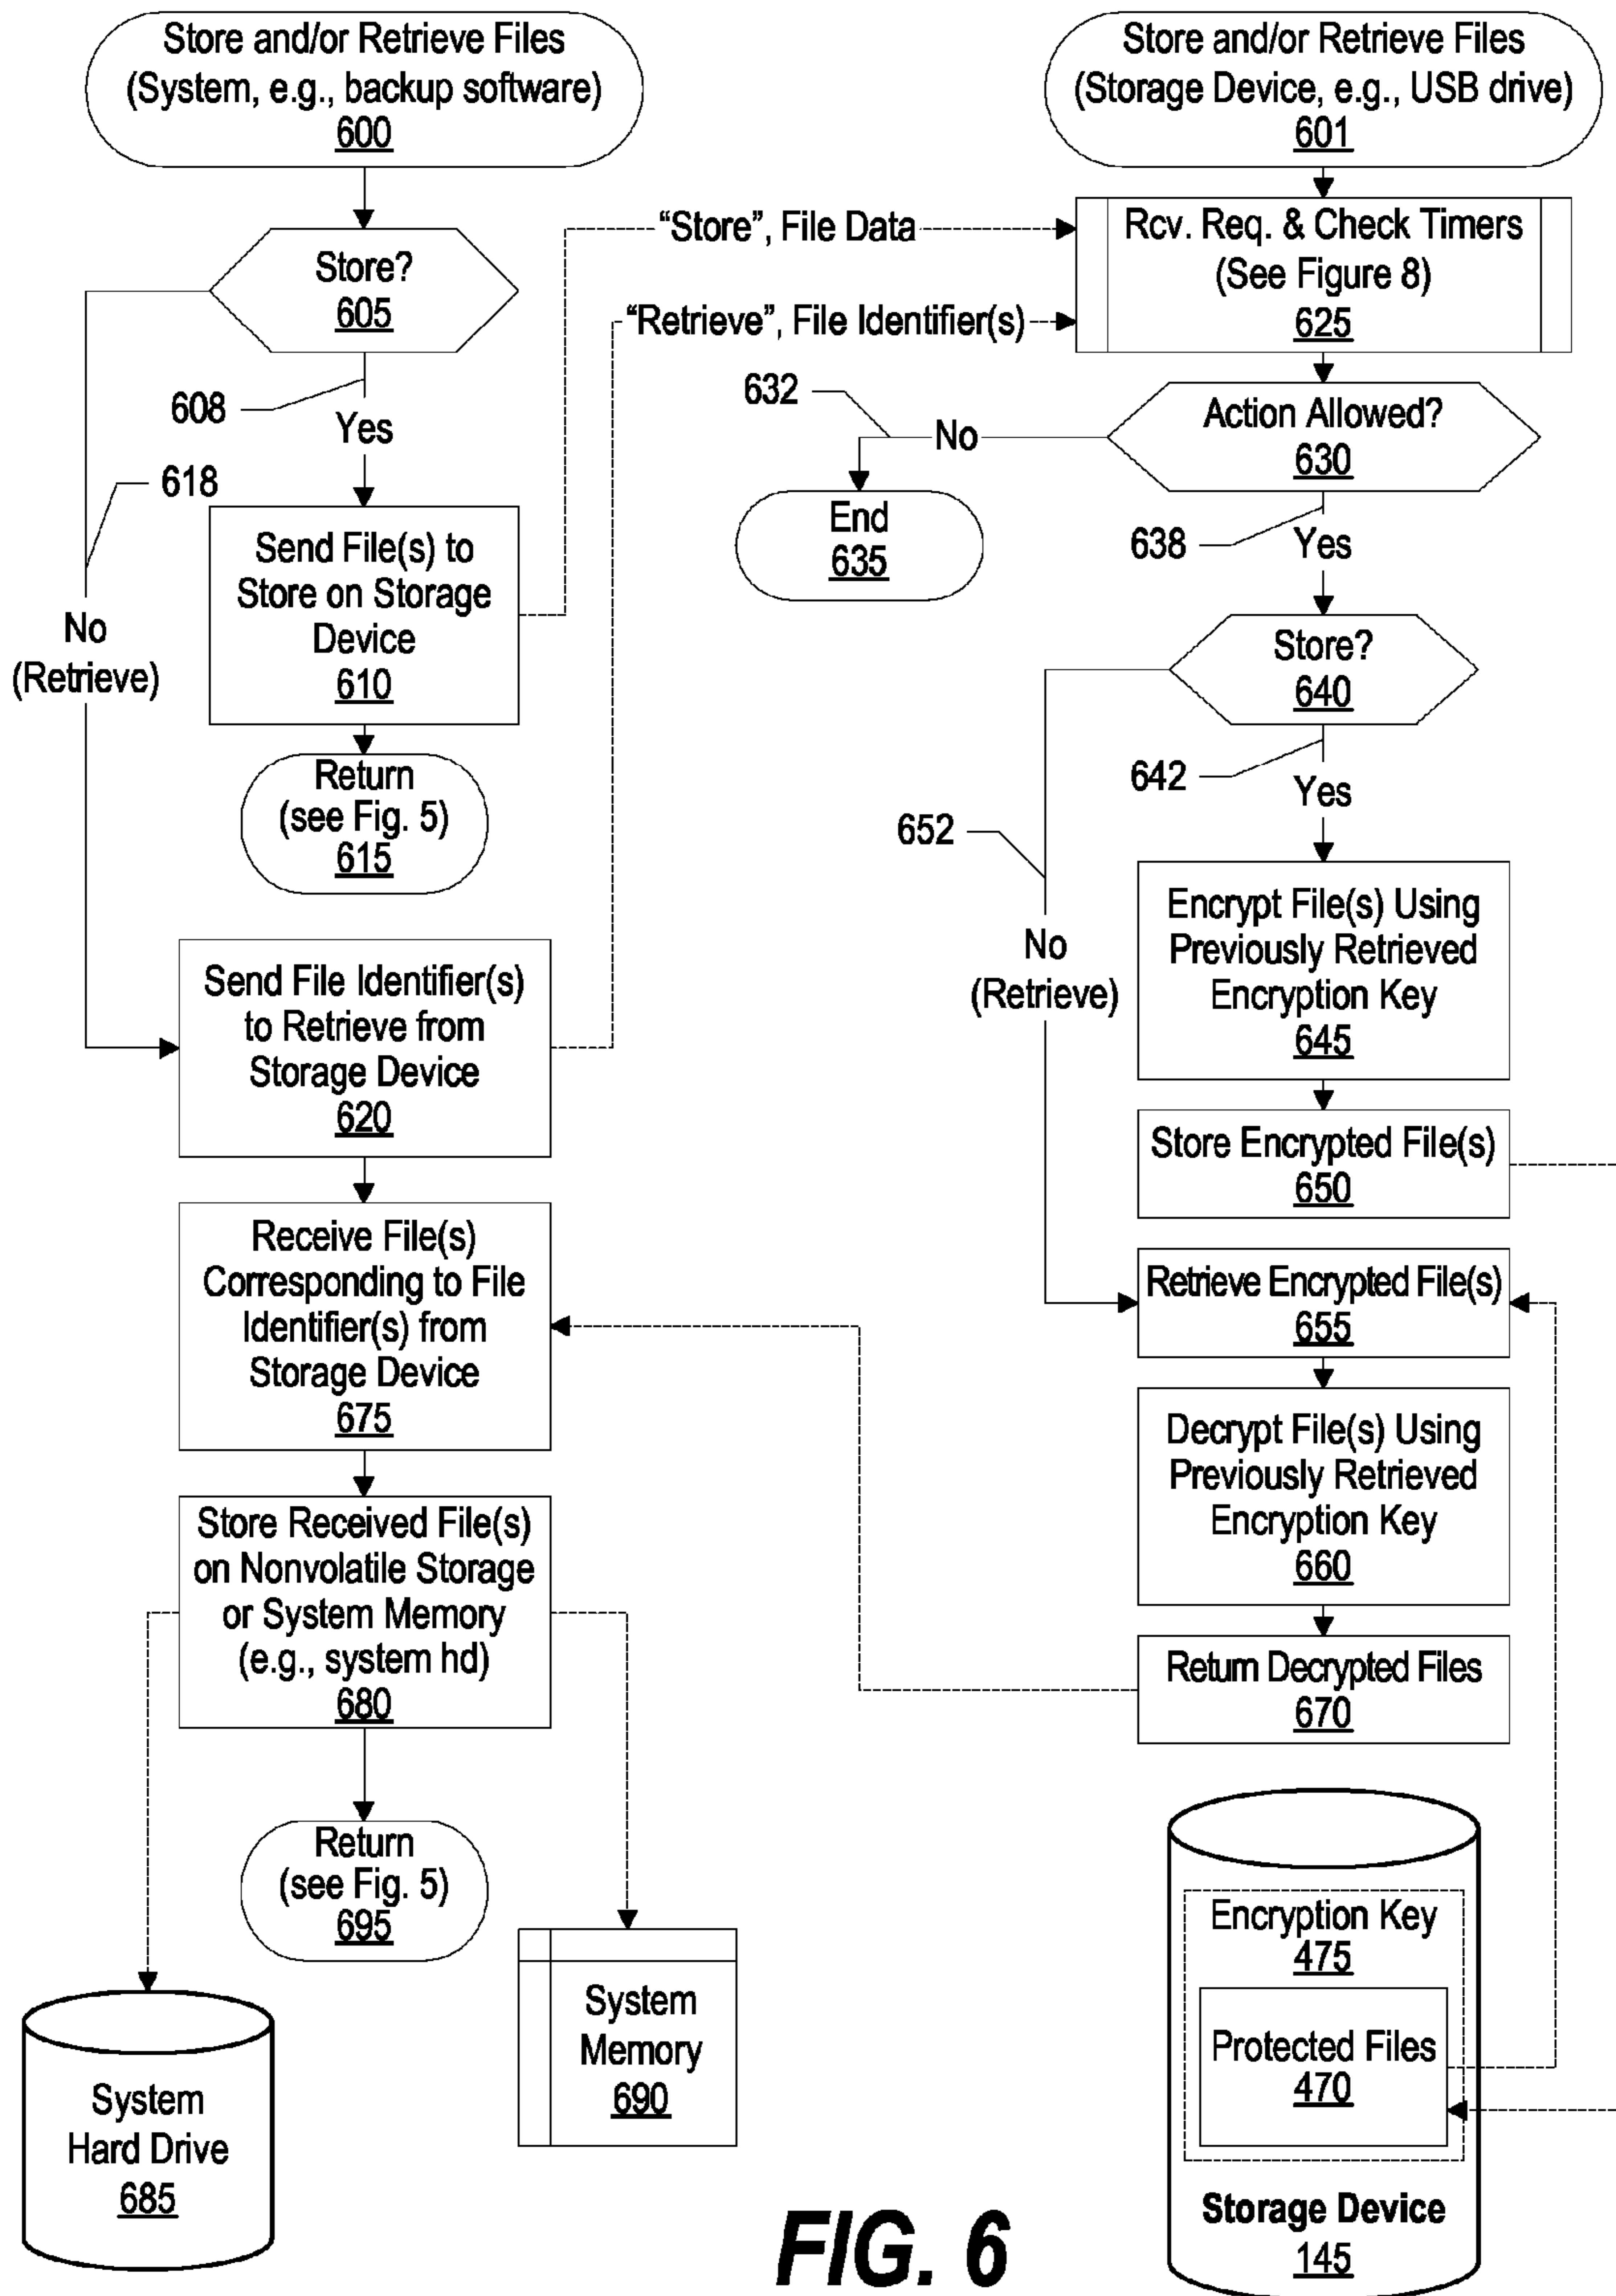 Store and/or Retrieve Files
(System, e.g., backup software)
600
Store?
605
608
Yes
618
No
(Retrieve)
Send File(s) to
Store on Storage
Device
610
Return
(see Fig. 5)
615
Send File Identifier(s)
to Retrieve from
Storage Device
620
Receive File(s)
Corresponding to File
Identifier(s) from
Storage Device
675
Store Received File(s)
on Nonvolatile Storage
or System Memory
(e.g., system hd)
680
Return
(see Fig. 5)
695
System
Hard Drive
685
System
Memory
690
"Store", File Data
"Retrieve", File Identifier(s)
Store and/or Retrieve Files
(Storage Device, e.g., USB drive)
601
Rcv. Req. & Check Timers
(See Figure 8)
625
Action Allowed?
630
632
No
End
635
638
Yes
Store?
640
642
Yes
652
No
(Retrieve)
Encrypt File(s) Using
Previously Retrieved
Encryption Key
645
Store Encrypted File(s)
650
Retrieve Encrypted File(s)
655
Decrypt File(s) Using
Previously Retrieved
Encryption Key
660
Return Decrypted Files
670
Encryption Key
475
Protected Files
470
Storage Device
145
FIG. 6